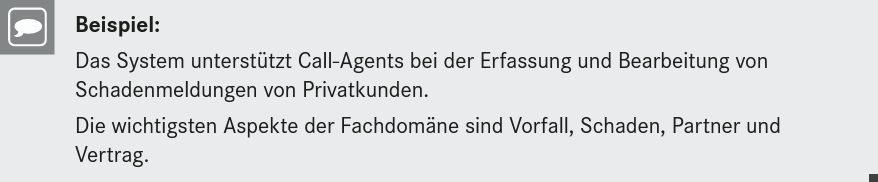 Beispiel:
Das System unterstützt Call-Agents bei der Erfassung und Bearbeitung von
Schadenmeldungen von Privatkunden.
Die wichtigsten Aspekte der Fachdomäne sind Vorfall, Schaden, Partner und
Vertrag.